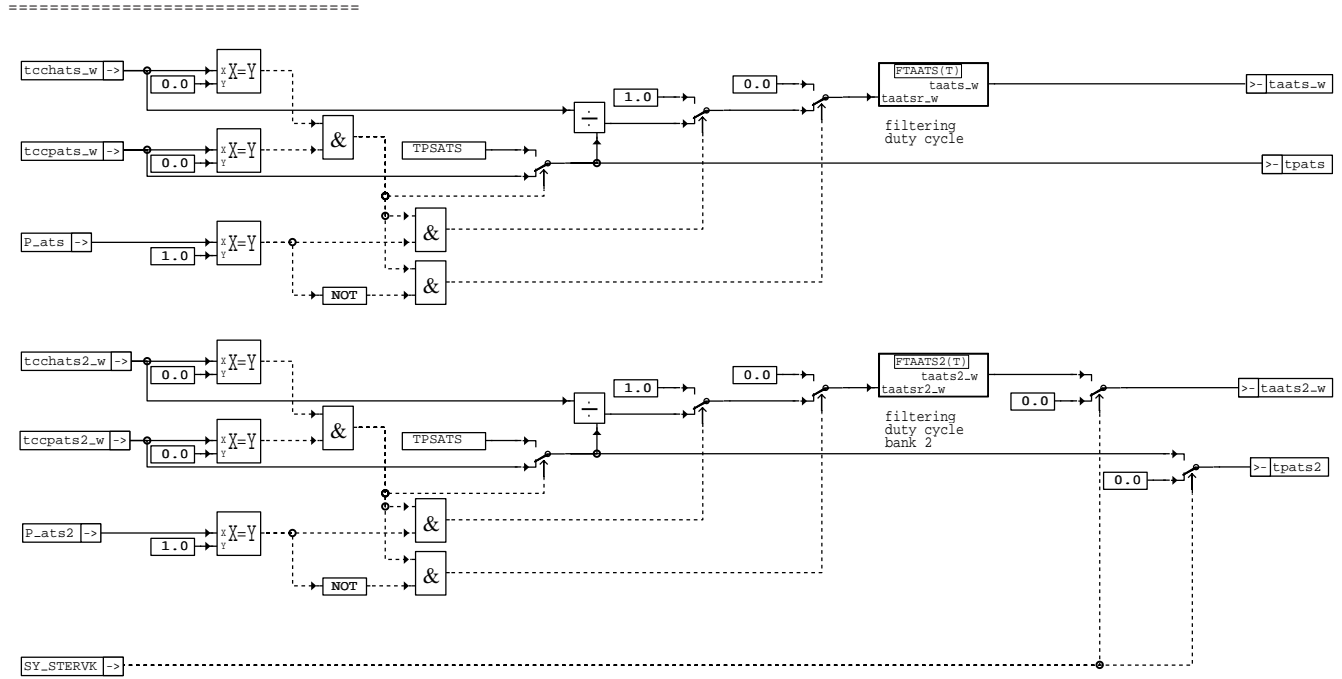 ==================================
tcchats_w ->
x X=Y
0.0 Y
1.0
0.0
FTAATS(T)
taats_w
taatsr_w
>- taats_w
÷
filtering
duty cycle
tccpats_w ->
x X=Y
0.0 Y
&
TPSATS
>- tpats
P_ats ->
x X=Y
1.0 Y
&
&
NOT
tcchats2_w ->
x X=Y
0.0 Y
1.0
0.0
FTAATS2(T)
taats2_w
taatsr2_w
0.0
>- taats2_w
÷
filtering
duty cycle
bank 2
tccpats2_w ->
x X=Y
0.0 Y
&
TPSATS
0.0
>- tpats2
P_ats2 ->
x X=Y
1.0 Y
&
&
NOT
SY_STERVK ->